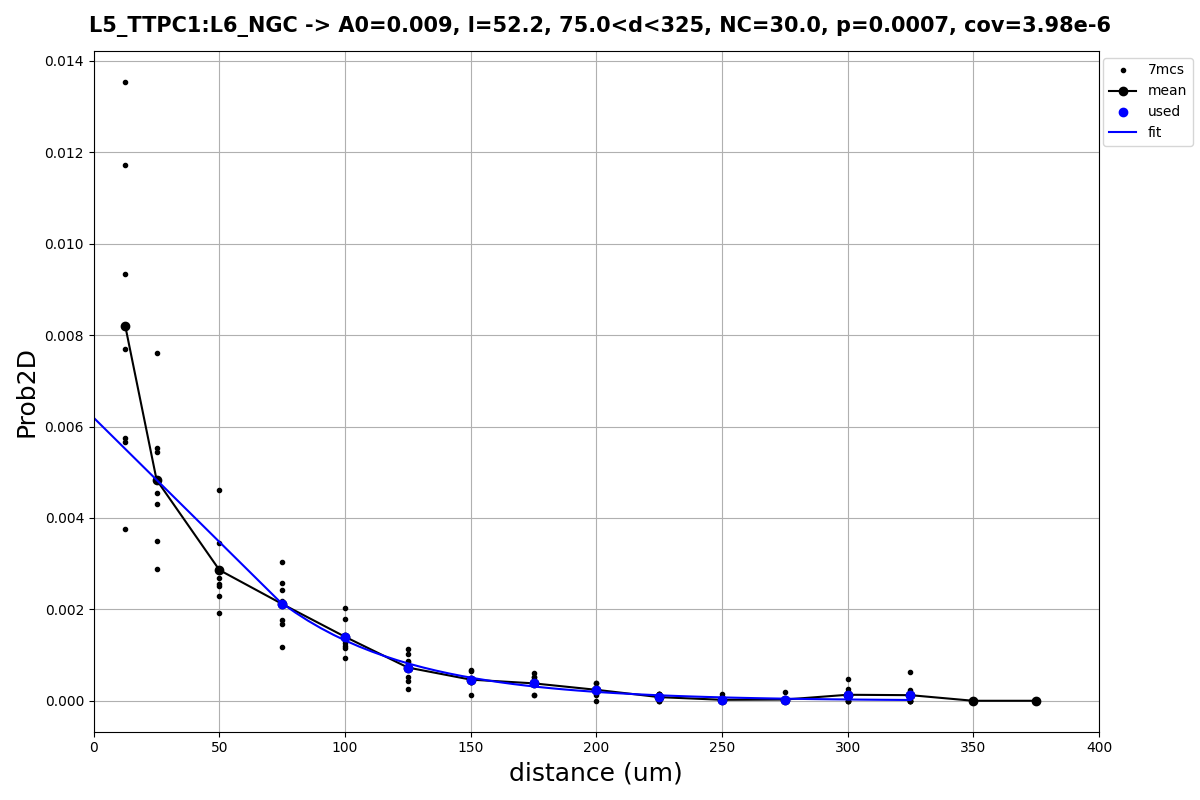 L5_TTPC1:L6_NGC -> A0=0.009, l=52.2, 75.0<d<325, NC=30.0, p=0.0007, cov=3.98e-6
7mcs
mean
used
fit
Prob2D
0.014
0.012
0.010
0.008
0.006
0.004
0.002
0.000
0 50 100 150 200 250 300 350 400
distance (um)